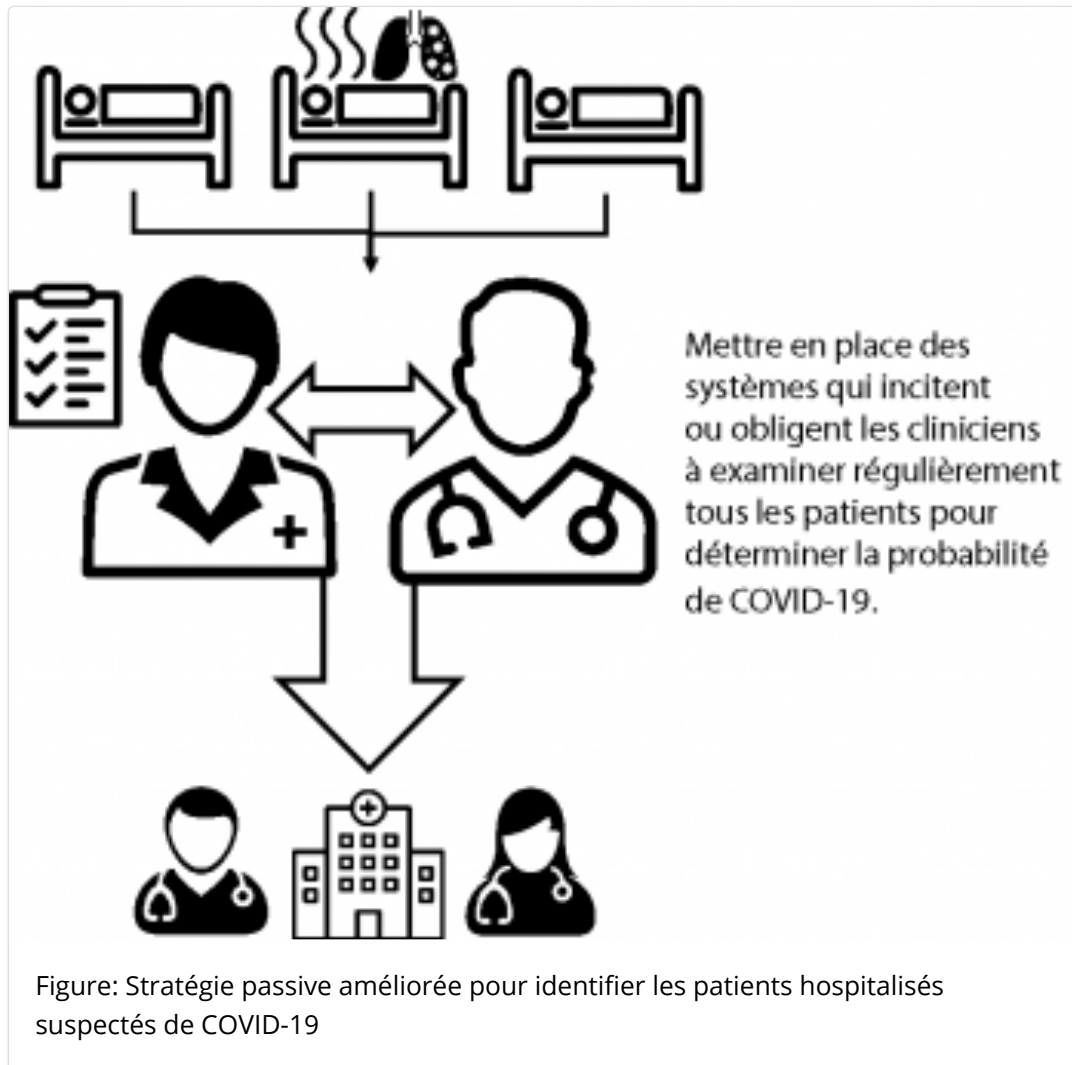 Mettre en place des
systèmes qui incitent
ou obligent les cliniciens
à examiner régulièrement
tous les patients pour
déterminer la probabilité
de COVID-19.
Figure: Stratégie passive améliorée pour identifier les patients hospitalisés
suspectés de COVID-19